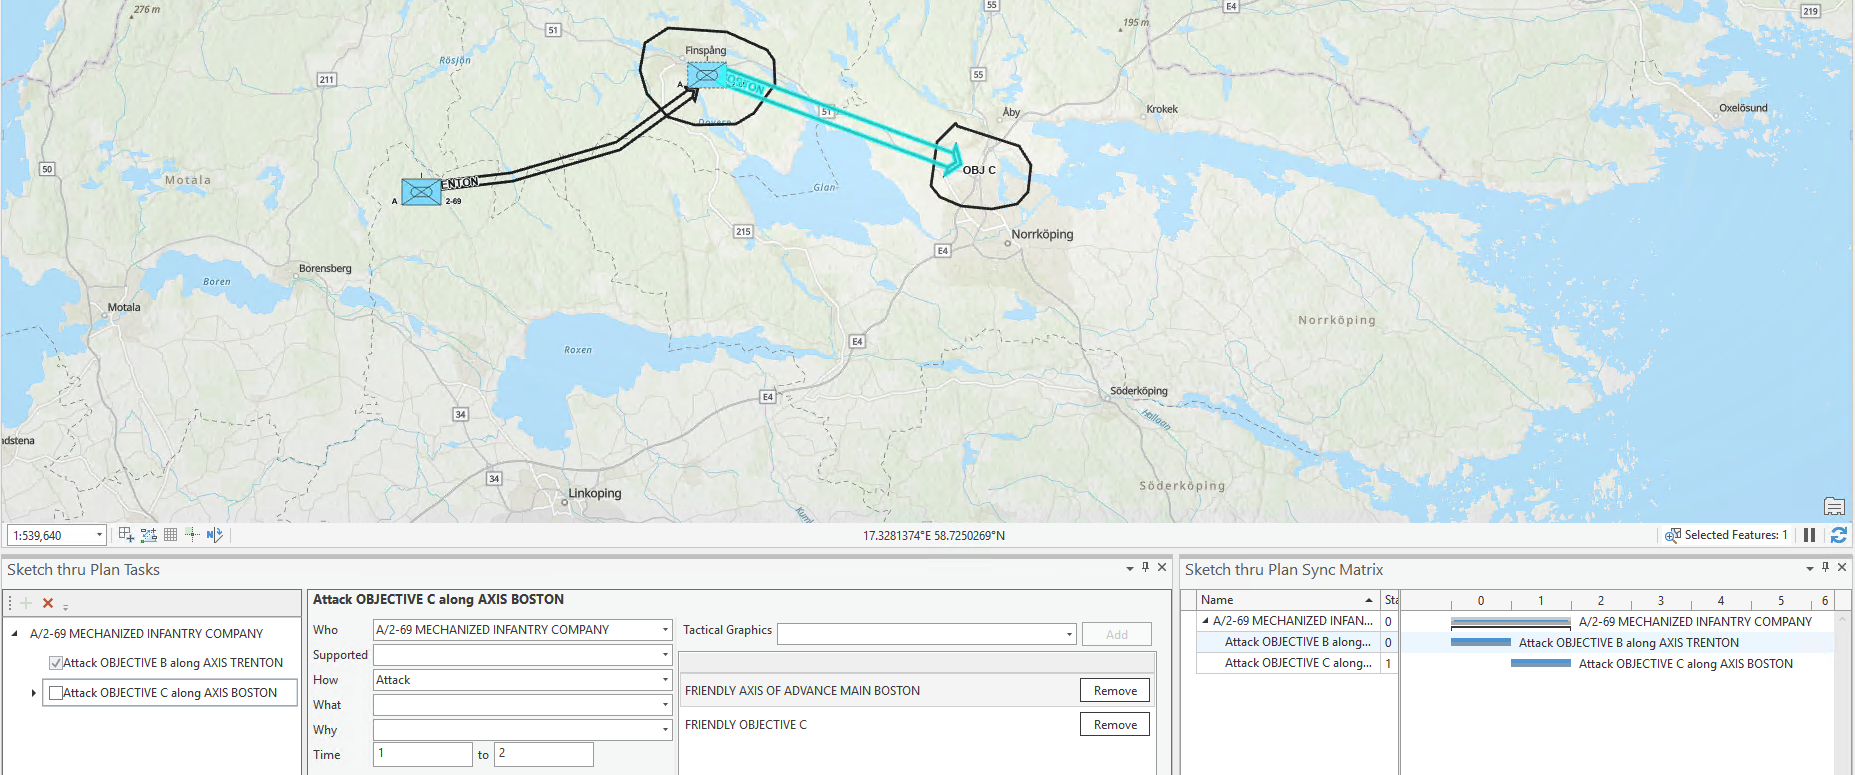 276 m
51
Finspång
Rösjön
211
55
E4
195 m
219
55
A
BOSTON
51
Åby
Krokek
Oxelösund
Dovern
50
Motala
OBJ C
Glan
ENTON
A
2-69
215
E4
Norrköping
Borensberg
Boren
Motala
Norrköping
Roxen
E4
Söderköping
E4
34
Hällaån
dstena
34
Söderköping
Linkoping
1:539,640
17.3281374°E 58.7250269°N
Selected Features: 1
Sketch thru Plan Tasks
A/2-69 MECHANIZED INFANTRY COMPANY
Attack OBJECTIVE B along AXIS TRENTON
Attack OBJECTIVE C along AXIS BOSTON
Attack OBJECTIVE C along AXIS BOSTON
Who
A/2-69 MECHANIZED INFANTRY COMPANY
Supported
How
Attack
What
Why
Time
1
to
2
Tactical Graphics
Add
FRIENDLY AXIS OF ADVANCE MAIN BOSTON
Remove
FRIENDLY OBJECTIVE C
Remove
Sketch thru Plan Sync Matrix
Name
Sta
0 1 2 3 4 5 6
A/2-69 MECHANIZED INFAN...
0
A/2-69 MECHANIZED INFANTRY COMPANY
Attack OBJECTIVE B along...
0
Attack OBJECTIVE B along AXIS TRENTON
Attack OBJECTIVE C along...
1
Attack OBJECTIVE C along AXIS BOSTON